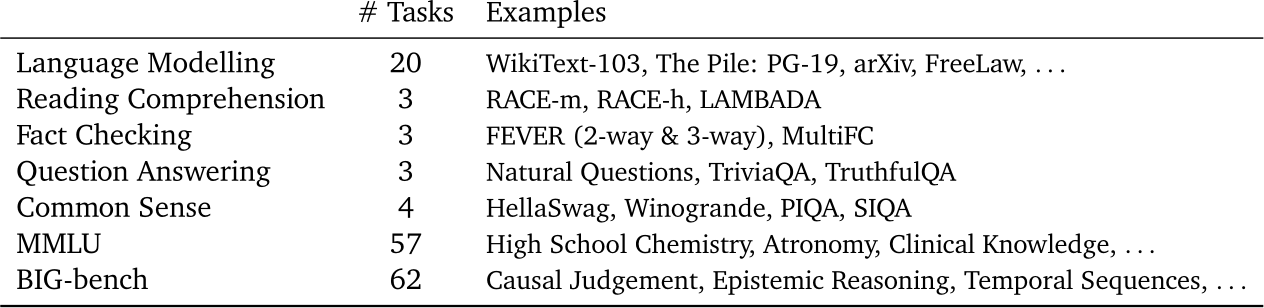 # Tasks Examples
Language Modelling 20 WikiText-103, The Pile: PG-19, arXiv, FreeLaw, ...
Reading Comprehension 3 RACE-m, RACE-h, LAMBADA
Fact Checking 3 FEVER (2-way & 3-way), MultiFC
Question Answering 3 Natural Questions, TriviaQA, TruthfulQA
Common Sense 4 HellaSwag, Winogrande, PIQA, SIQA
MMLU 57 High School Chemistry, Atronomy, Clinical Knowledge, ...
BIG-bench 62 Causal Judgement, Epistemic Reasoning, Temporal Sequences, ...